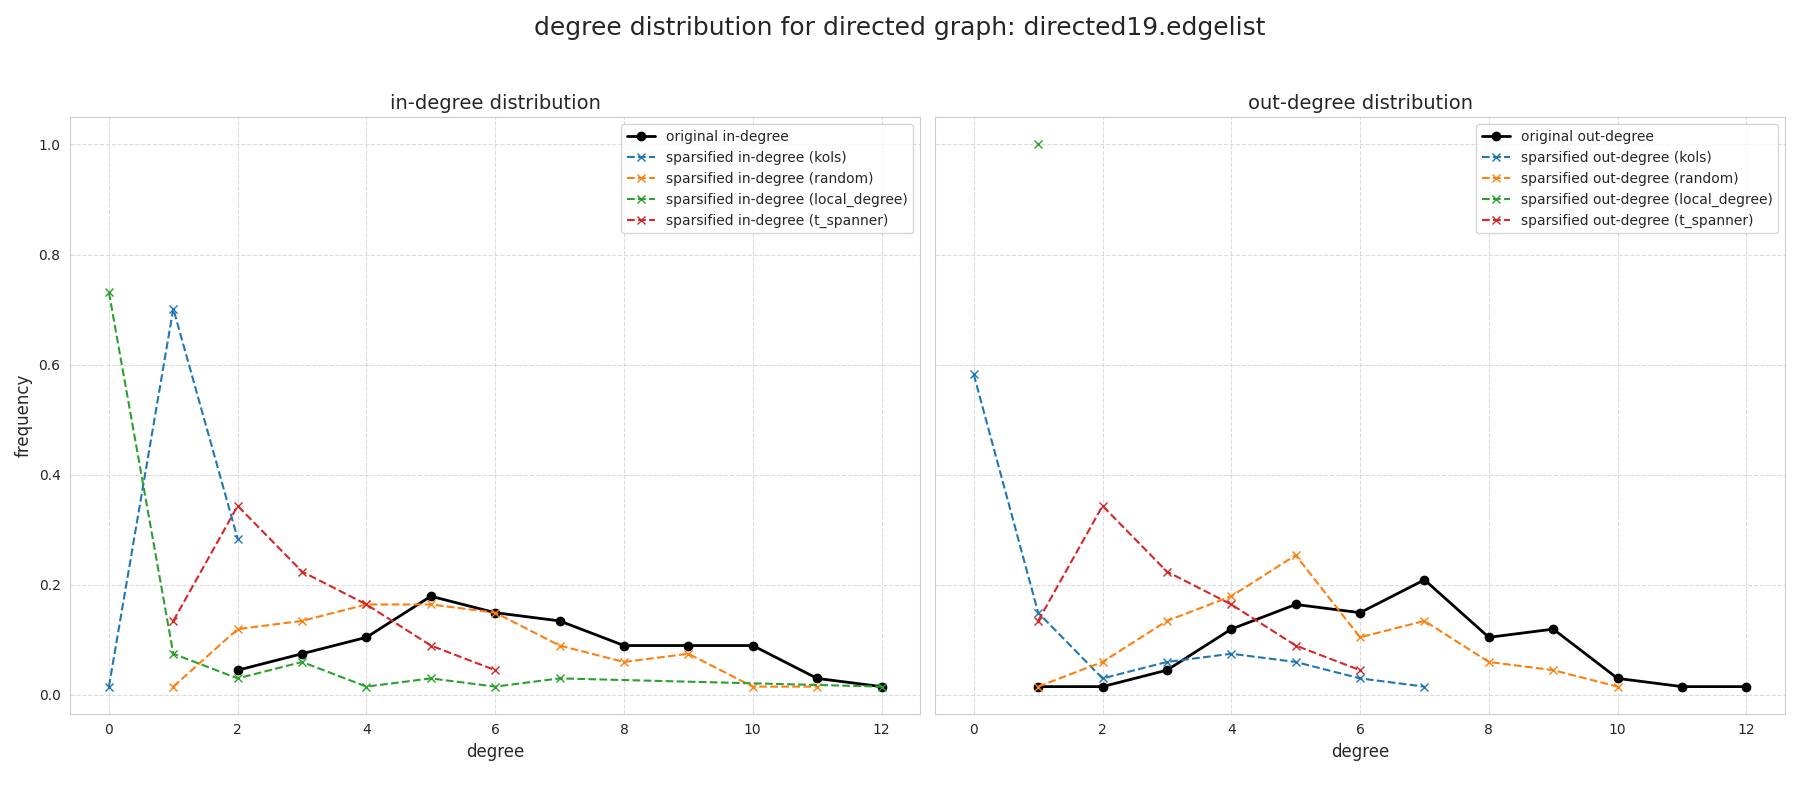 degree distribution for directed graph: directed19.edgelist
in-degree distribution
original in-degree
sparsified in-degree (kols)
sparsified in-degree (random)
sparsified in-degree (local_degree)
sparsified in-degree (t_spanner)
1.0
0.8
0.6
0.4
0.2
0.0
frequency
0 2 4 6 8 10 12
degree
out-degree distribution
original out-degree
sparsified out-degree (kols)
sparsified out-degree (random)
sparsified out-degree (local_degree)
sparsified out-degree (t_spanner)
0 2 4 6 8 10 12
degree